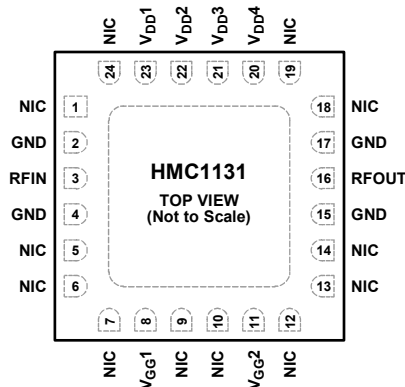 NIC VDD1 VDD2 VDD3 VDD4 NIC
24 23 22 21 20 19
NIC 1 18 NIC
GND 2 17 GND
RFIN 3 16 RFOUT
GND 4 15 GND
NIC 5 14 NIC
NIC 6 13 NIC
HMC1131
TOP VIEW
(Not to Scale)
7 8 9 10 11 12
NIC VGG1 NIC NIC VGG2 NIC